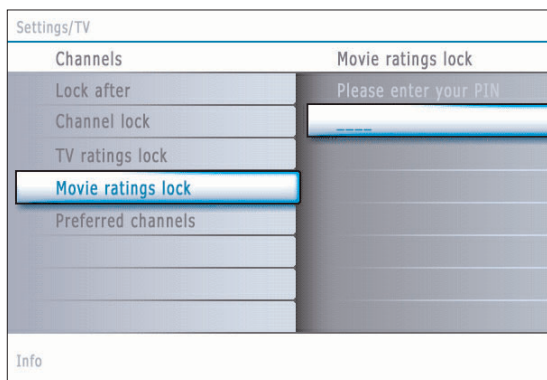 Settings/TV
Channels
Movie ratings lock
Lock after
Please enter your PIN
Channel lock
_ _ _ _
TV ratings lock
Movie ratings lock
Preferred channels
Info